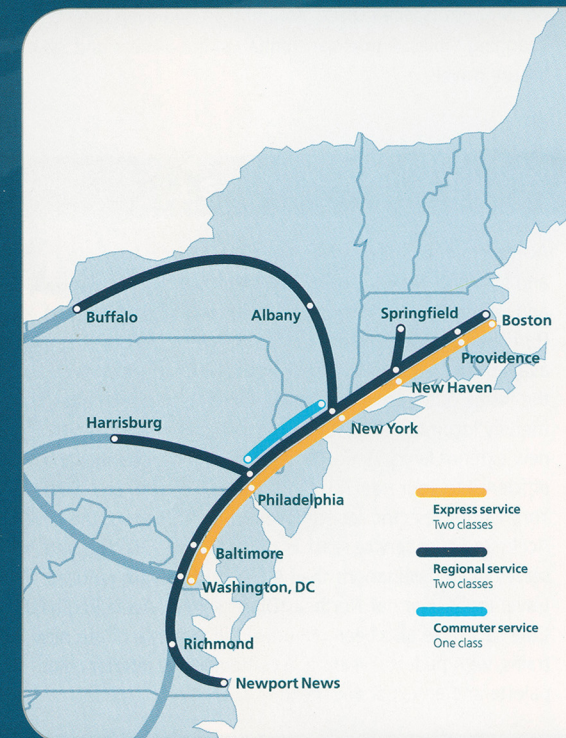 Buffalo
Albany
Springfield
Boston
Providence
New Haven
New York
Harrisburg
Philadelphia
Baltimore
Washington, DC
Richmond
Newport News
Express service
Two classes
Regional service
Two classes
Commuter service
One class